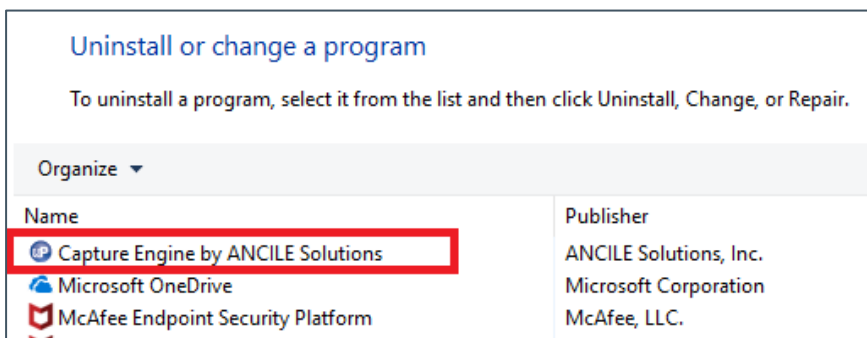 Uninstall or change a program
To uninstall a program, select it from the list and then click Uninstall, Change, or Repair.
Organize
Name Publisher
Capture Engine by ANCILE Solutions ANCILE Solutions, Inc.
Microsoft OneDrive Microsoft Corporation
McAfee Endpoint Security Platform McAfee, LLC.